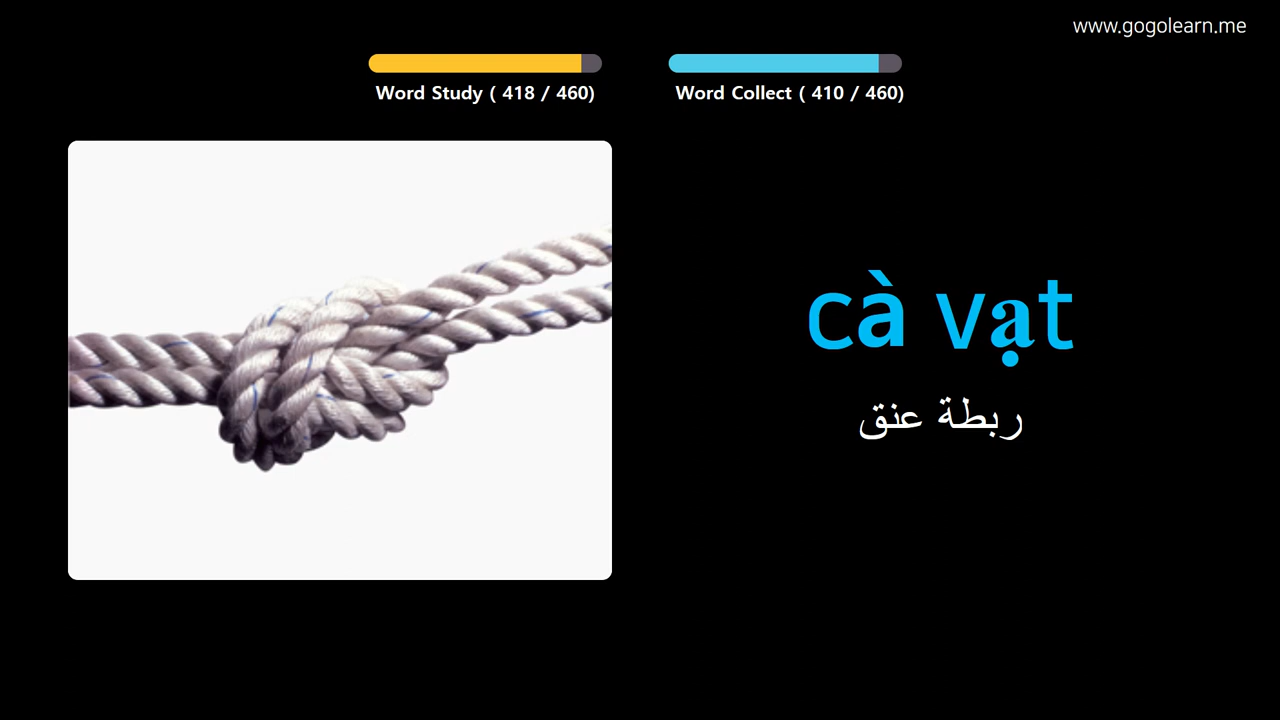 www.gogolearn.me
Word Study ( 418 / 460)
Word Collect ( 410 / 460)
cà vạt
ربطة عنق